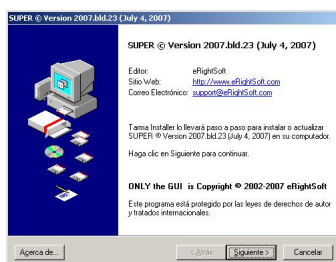 SUPER © Version 2007.bld.23 (July 4, 2007)
SUPER © Version 2007.bld.23 (July 4, 2007)
Editor: eRightSoft
Sitio Web: http://www.eRightSoft.com
Correo Electrónico: support@eRightSoft.com
Tarma Installer lo llevará paso a paso para instalar o actualizar
SUPER © Version 2007.bld.23 (July 4, 2007) en su computador.
Haga clic en Siguiente para continuar.
ONLY the GUI is Copyright © 2002-2007 eRightSoft
Este programa está protegido por las leyes de derechos de autor
y tratados internacionales.
Acerca de...
< Atrás
Siguiente >
Cancelar